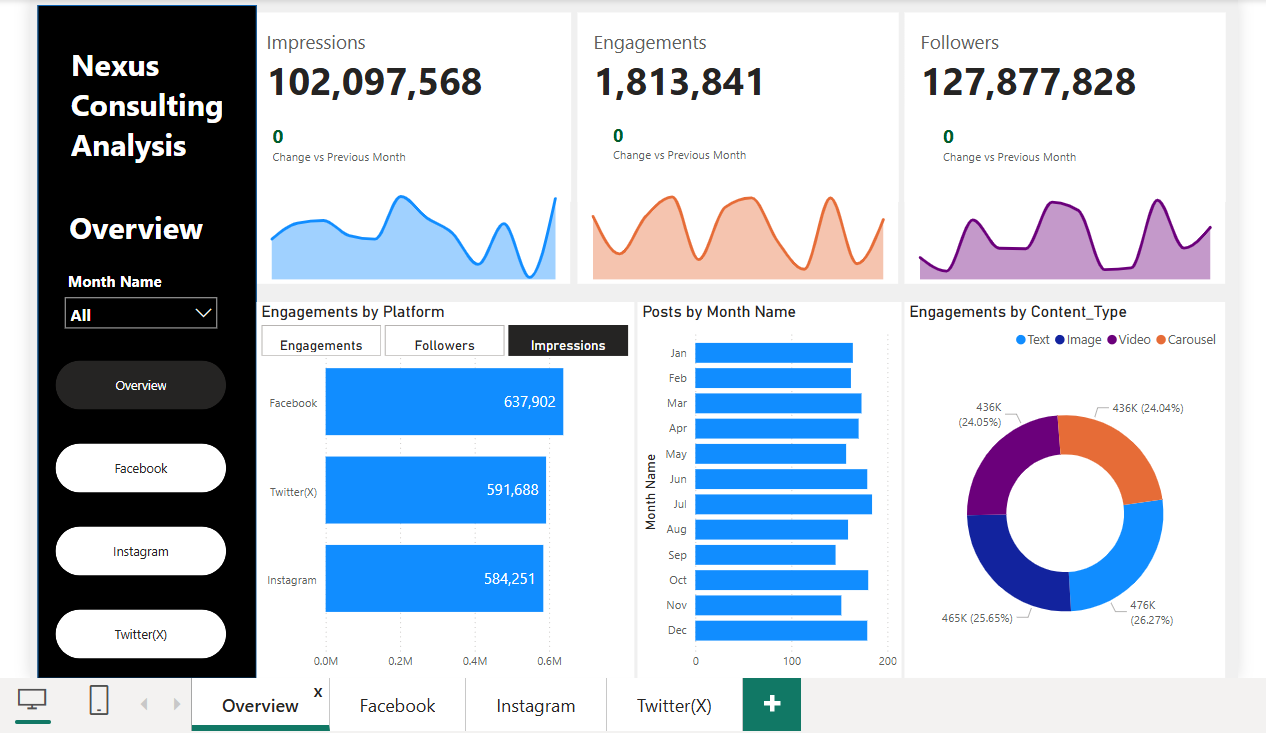 Nexus
Consulting
Analysis
Overview
Month Name
All
Overview
Facebook
Instagram
Twitter(X)
Impressions
102,097,568
0
Change vs Previous Month
Engagements
1,813,841
0
Change vs Previous Month
Followers
127,877,828
0
Change vs Previous Month
Engagements by Platform
Engagements Followers Impressions
Facebook 637,902
Twitter(X) 591,688
Instagram 584,251
0.0M 0.2M 0.4M 0.6M
Posts by Month Name
Month Name
Jan
Feb
Mar
Apr
May
Jun
Jul
Aug
Sep
Oct
Nov
Dec
0 100 200
Engagements by Content_Type
Text Image Video Carousel
436K
(24.05%)
436K (24.04%)
465K (25.65%)
476K
(26.27%)
Overview x Facebook Instagram Twitter(X) +